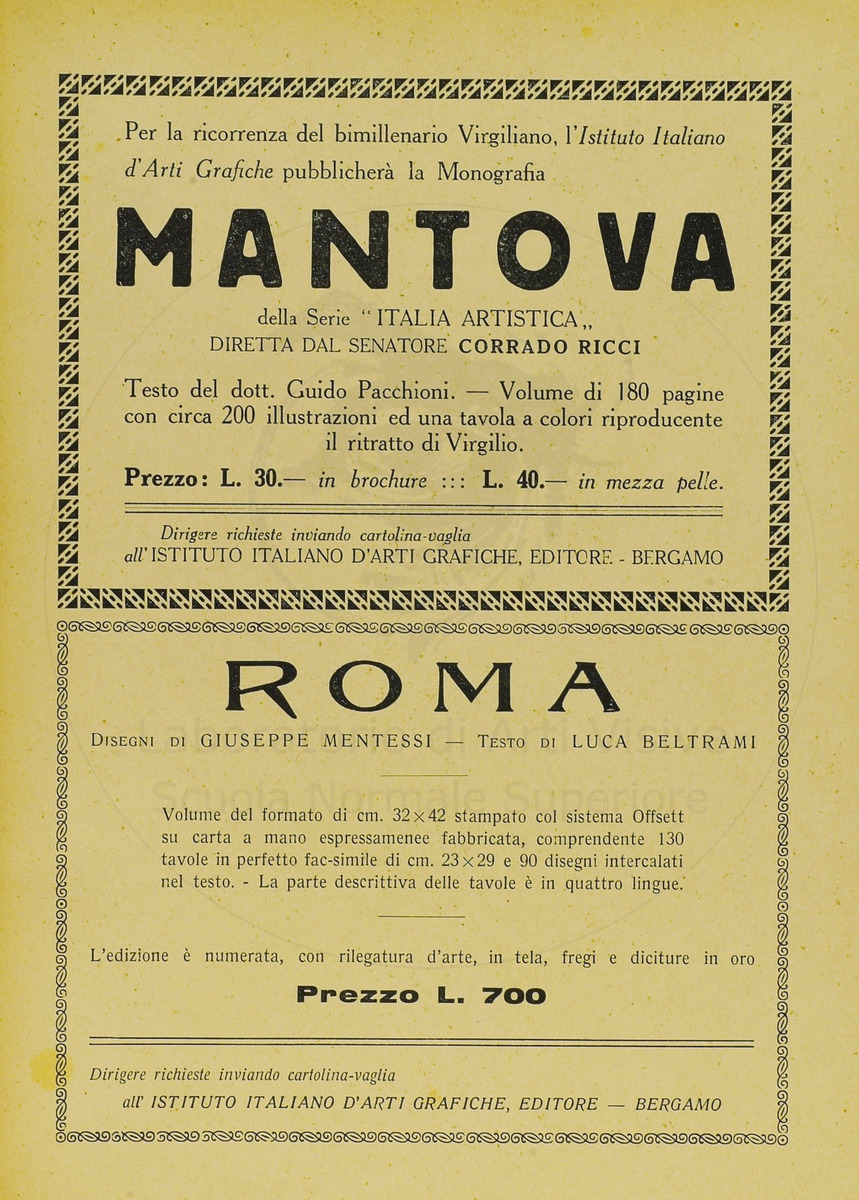 Per la ricorrenza del bimillenario Virgiliano, l'Istituto Italiano
d'Arti Grafiche pubblicherà la Monografia
MANTOVA
della Serie “ ITALIA ARTISTICA „
DIRETTA DAL SENATORE CORRADO RICCI
Testo del dott. Guido Pacchioni. — Volume di 180 pagine
con circa 200 illustrazioni ed una tavola a colori riproducente
il ritratto di Virgilio.
Prezzo: L. 30.— in brochure ::: L. 40.— in mezza pelle.
Dirigere richieste inviando cartolina-vaglia
all' ISTITUTO ITALIANO D'ARTI GRAFICHE, EDITORE - BERGAMO
ROMA
DISEGNI DI GIUSEPPE MENTESSI — TESTO DI LUCA BELTRAMI
Volume del formato di cm. 32×42 stampato col sistema Offsett
su carta a mano espressamenee fabbricata, comprendente 130
tavole in perfetto fac-simile di cm. 23×29 e 90 disegni intercalati
nel testo. - La parte descrittiva delle tavole è in quattro lingue.
L'edizione è numerata, con rilegatura d'arte, in tela, fregi e diciture in oro
Prezzo L. 700
Dirigere richieste inviando cartolina-vaglia
all' ISTITUTO ITALIANO D'ARTI GRAFICHE, EDITORE — BERGAMO
Scuola Normale Superiore